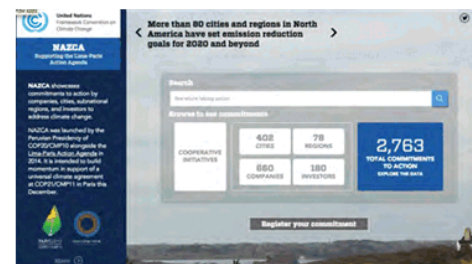 United Nations
Framework Convention on
Climate Change
NAZCA
Supporting the Lima-Paris
Action Agenda
NAZCA showcases
commitments to action by
companies, cities, subnational
regions, and investors to
address climate change.
NAZCA was launched by the
Peruvian Presidency of
COP20/CMP10 alongside the
Lima-Paris Action Agenda in
2014. It is intended to build
momentum in support of a
universal climate agreement
at COP21/CMP11 in Paris this
December.
More than 80 cities and regions in North
America have set emission reduction
goals for 2020 and beyond
Search
See who's taking action
Browse to see commitments
COOPERATIVE
INITIATIVES
402
CITIES
78
REGIONS
660
COMPANIES
180
INVESTORS
2,763
TOTAL COMMITMENTS
TO ACTION
EXPLORE THE DATA
Register your commitment